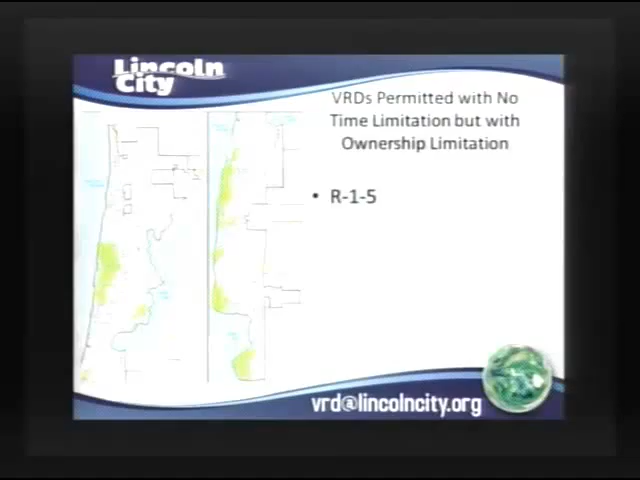 Lincoln
City
VRDs Permitted with No
Time Limitation but with
Ownership Limitation
• R-1-5
vrd@lincolncity.org